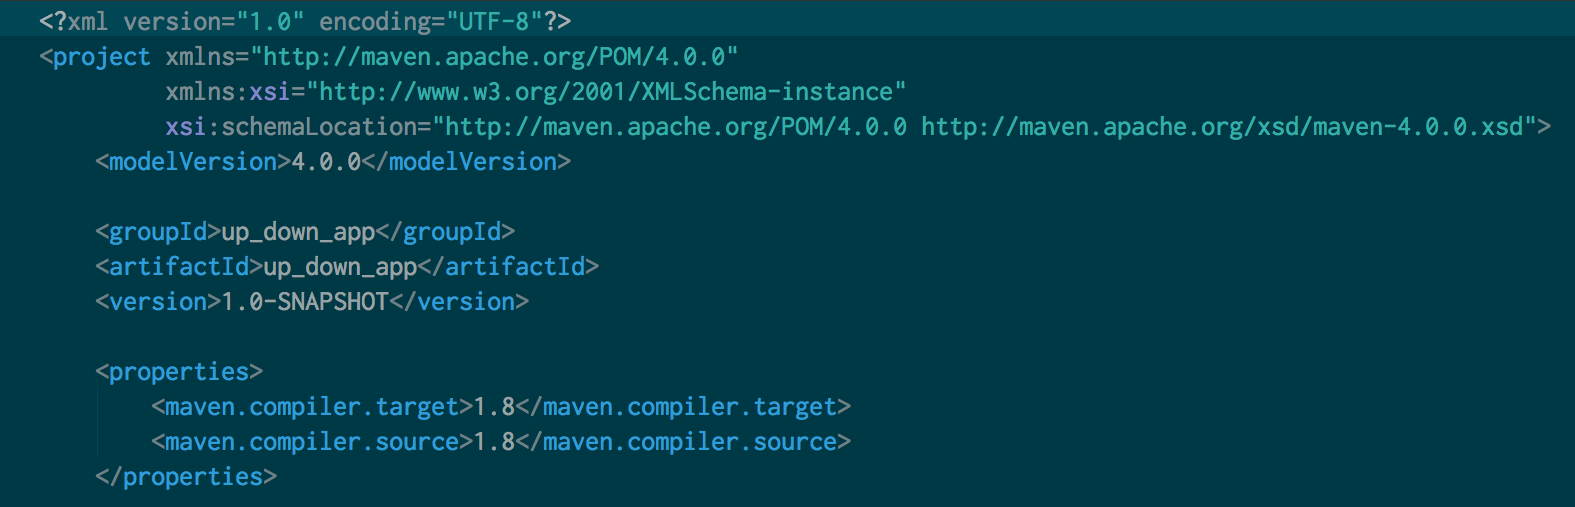 <?xml version="1.0" encoding="UTF-8"?>
<project xmlns="http://maven.apache.org/POM/4.0.0"
         xmlns:xsi="http://www.w3.org/2001/XMLSchema-instance"
         xsi:schemaLocation="http://maven.apache.org/POM/4.0.0 http://maven.apache.org/xsd/maven-4.0.0.xsd">
    <modelVersion>4.0.0</modelVersion>

    <groupId>up_down_app</groupId>
    <artifactId>up_down_app</artifactId>
    <version>1.0-SNAPSHOT</version>

    <properties>
        <maven.compiler.target>1.8</maven.compiler.target>
        <maven.compiler.source>1.8</maven.compiler.source>
    </properties>